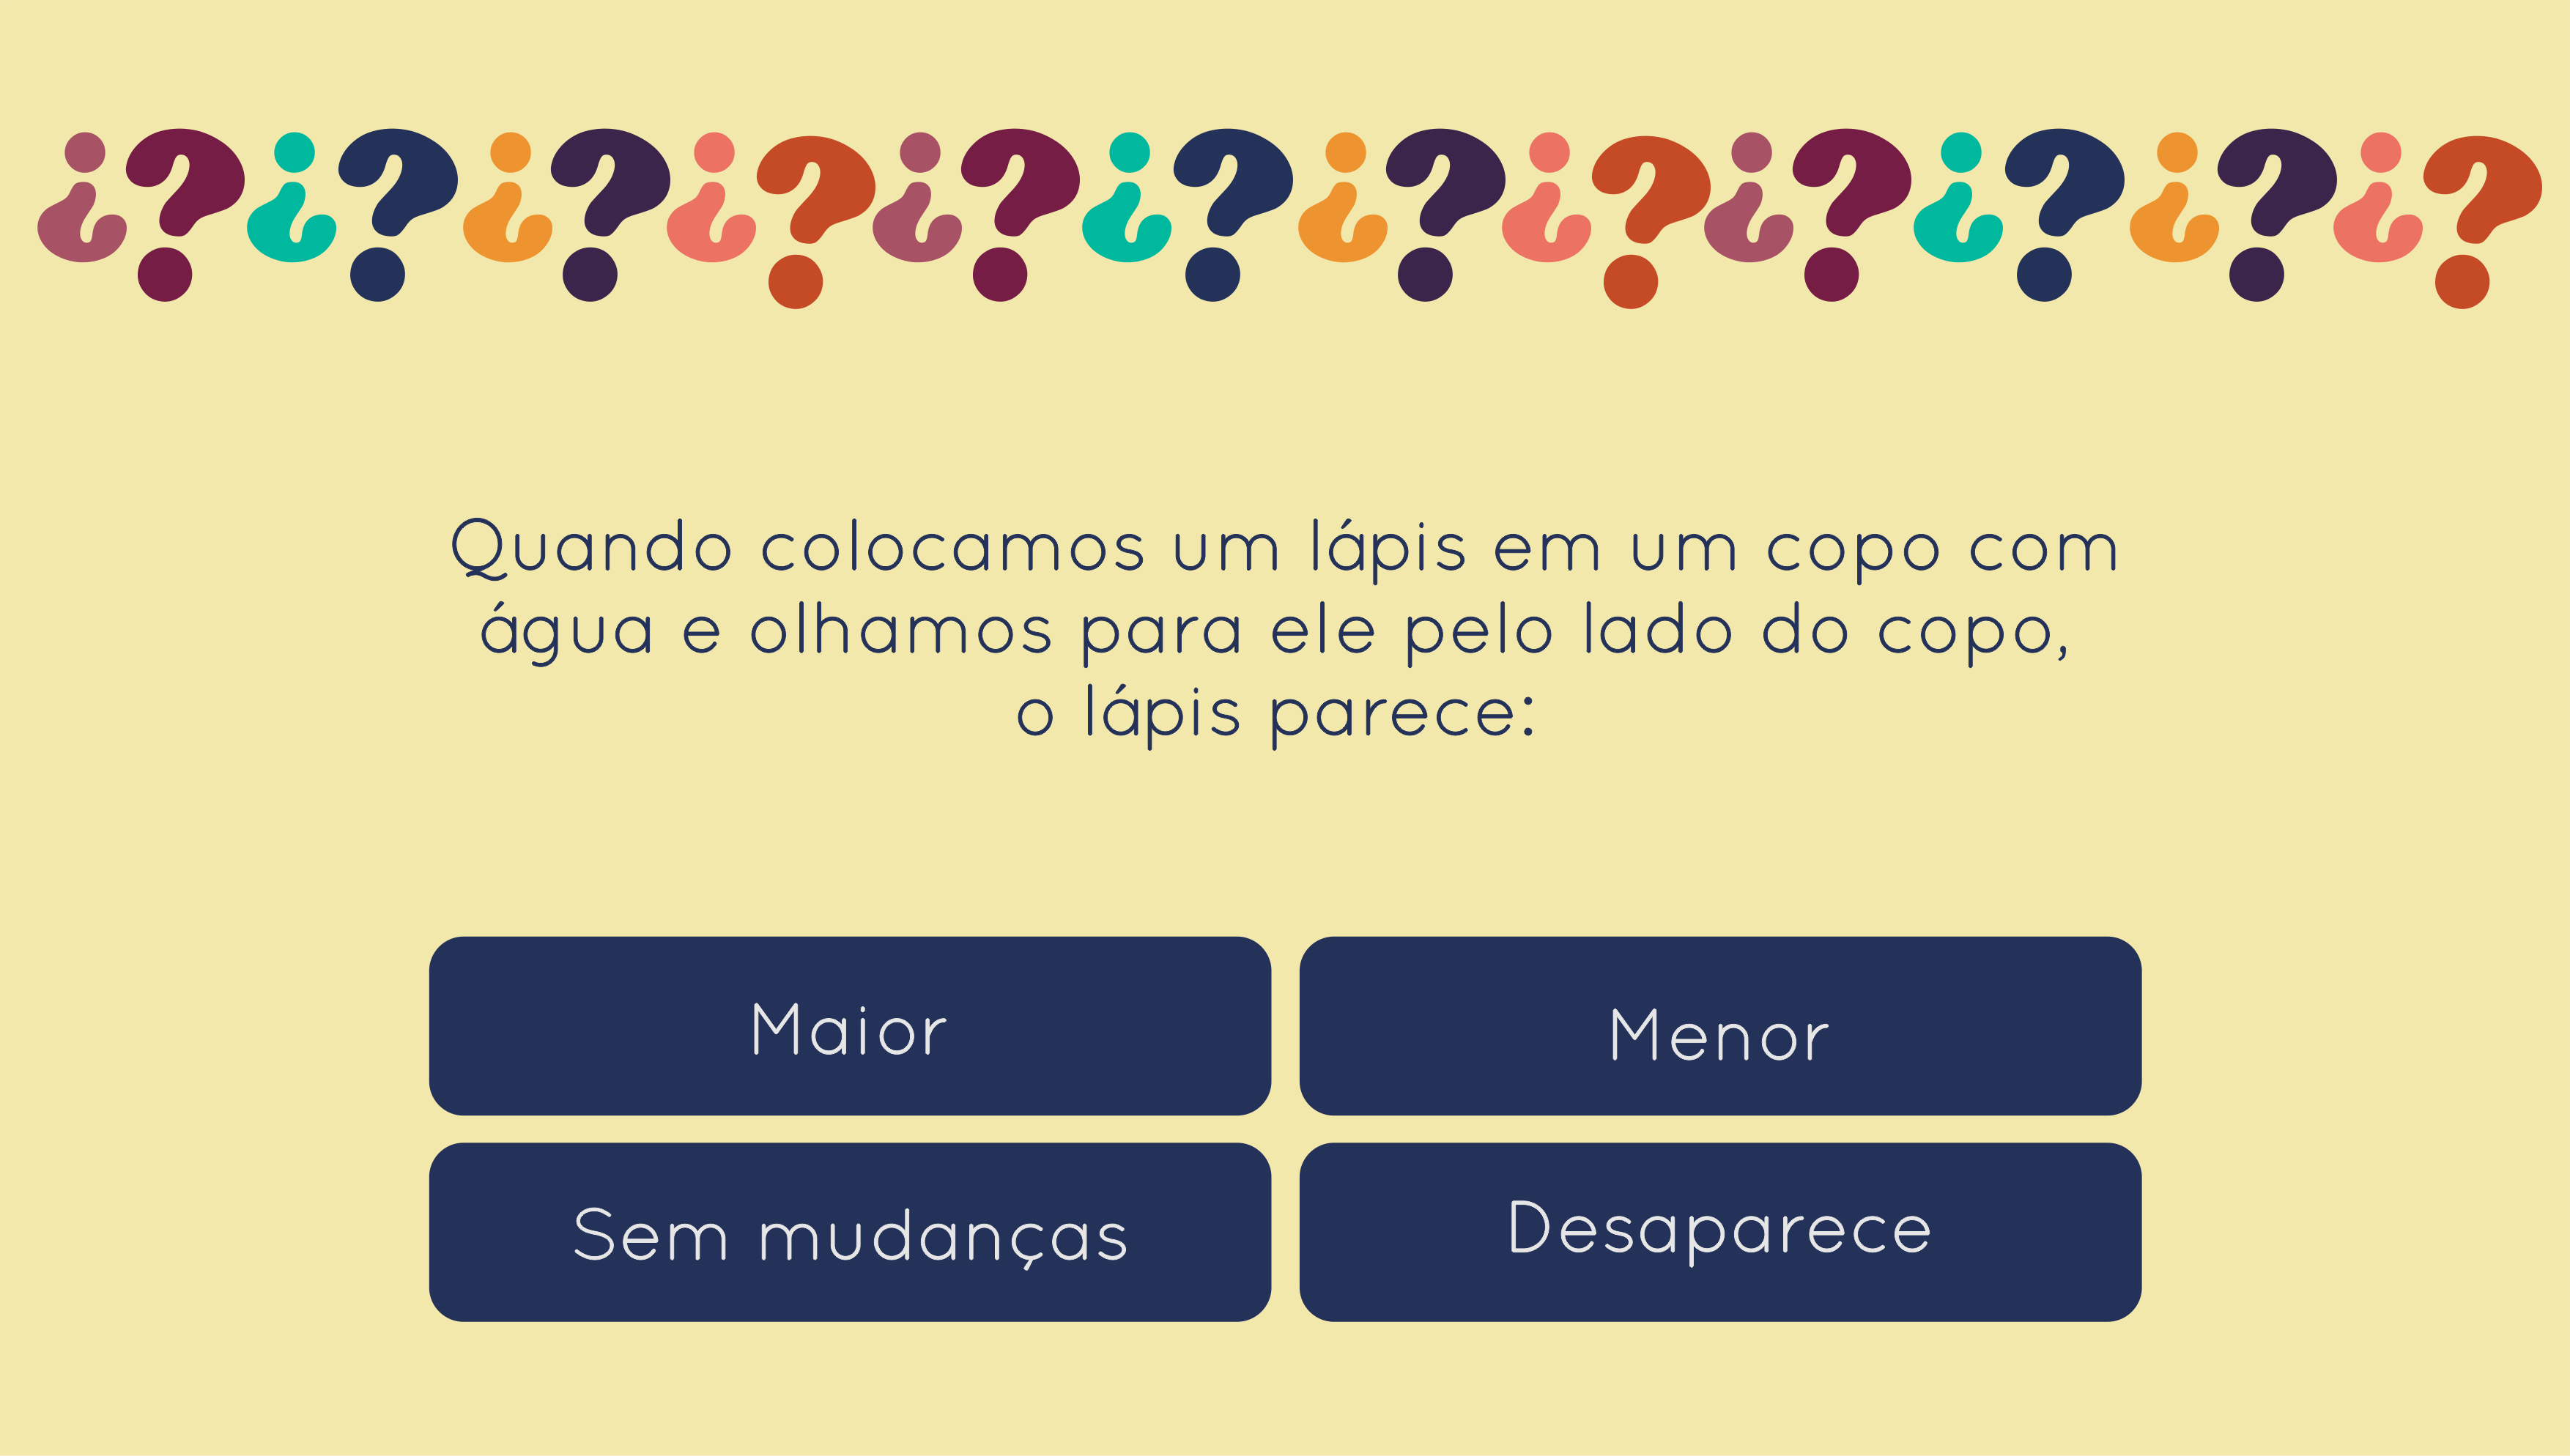 ¿?¿?¿?¿?¿?¿?¿?¿?¿?¿?¿?¿?
Quando colocamos um lápis em um copo com
água e olhamos para ele pelo lado do copo,
o lápis parece:
Maior
Menor
Sem mudanças
Desaparece